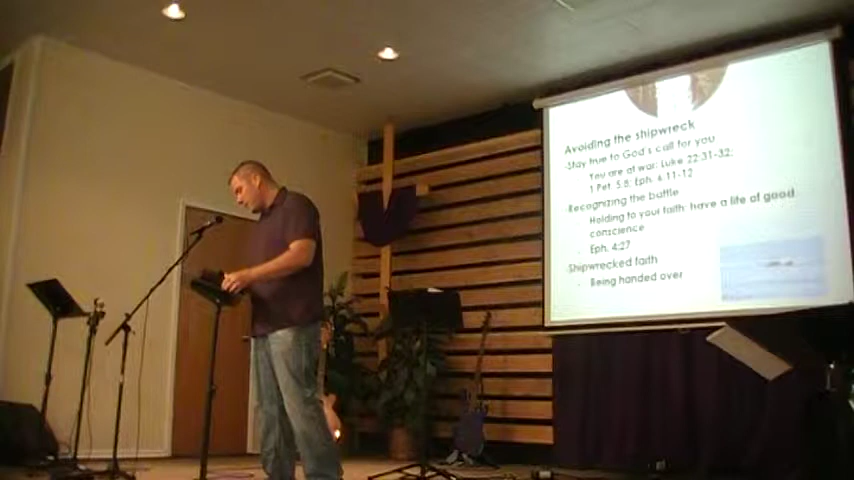 Avoiding the shipwreck
-Stay true to God's call for you
You are at war: Luke 22:31-32;
1 Pet. 5:8; Eph. 6:11-12
-Recognizing the battle
Holding to your faith: have a life of good
conscience
Eph. 4:27
-Shipwrecked faith
Being handed over